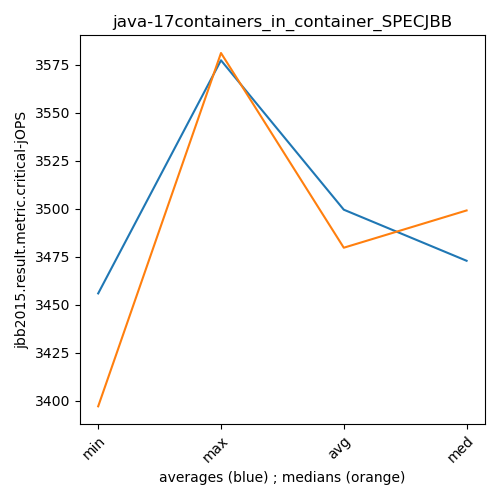 java-17containers_in_container_SPECJBB
jbb2015.result.metric.critical-jOPS
3575
3550
3525
3500
3475
3450
3425
3400
min
max
avg
med
averages (blue) ; medians (orange)